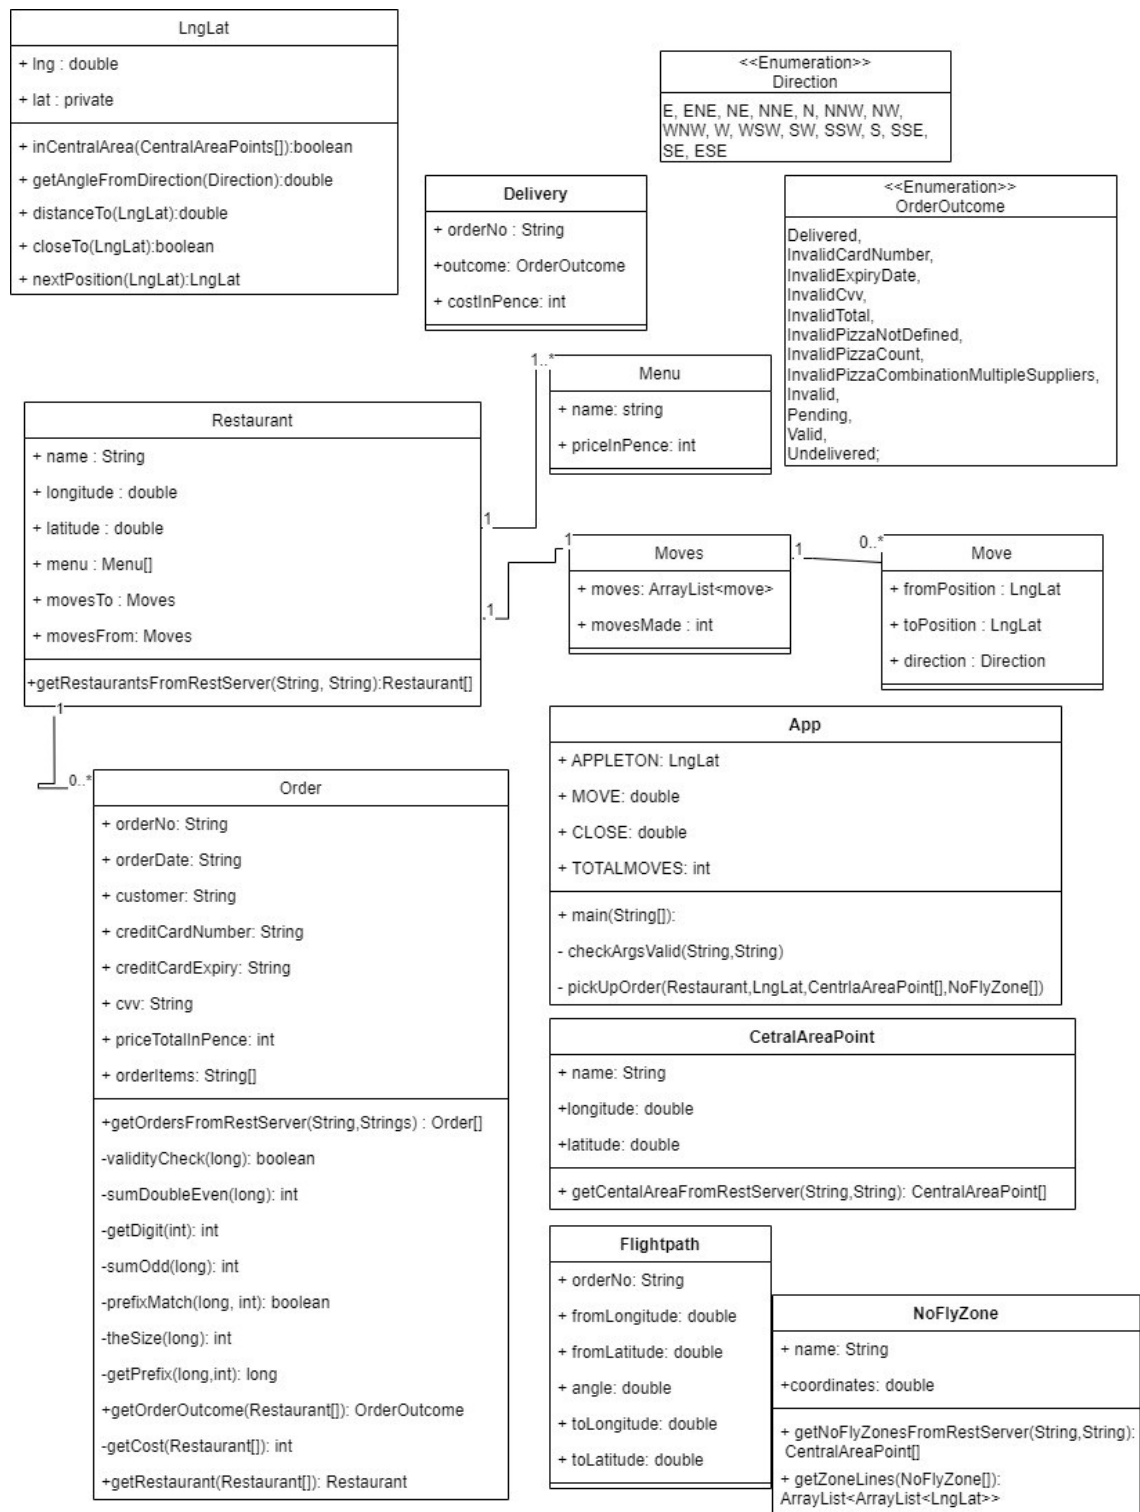 LngLat
+ lng : double
+ lat : private
+ inCentralArea(CentralAreaPoints[]):boolean
+ getAngleFromDirection(Direction):double
+ distanceTo(LngLat):double
+ closeTo(LngLat):boolean
+ nextPosition(LngLat):LngLat
<<Enumeration>>
Direction
E, ENE, NE, NNE, N, NNW, NW,
WNW, W, WSW, SW, SSW, S, SSE,
SE, ESE
Delivery
+ orderNo : String
+outcome: OrderOutcome
+ costInPence: int
<<Enumeration>>
OrderOutcome
Delivered,
InvalidCardNumber,
InvalidExpiryDate,
InvalidCvv,
InvalidTotal,
InvalidPizzaNotDefined,
InvalidPizzaCount,
InvalidPizzaCombinationMultipleSuppliers,
Invalid,
Pending,
Valid,
Undelivered;
1..*
Menu
+ name: string
+ priceInPence: int
Restaurant
+ name : String
+ longitude : double
+ latitude : double
+ menu : Menu[]
+ movesTo : Moves
+ movesFrom: Moves
+getRestaurantsFromRestServer(String, String):Restaurant[]
1
1
1
Moves
+ moves: ArrayList<move>
+ movesMade : int
1
0..*
Move
+ fromPosition : LngLat
+ toPosition : LngLat
+ direction : Direction
1
0..*
Order
+ orderNo: String
+ orderDate: String
+ customer: String
+ creditCardNumber: String
+ creditCardExpiry: String
+ cvv: String
+ priceTotalInPence: int
+ orderItems: String[]
+getOrdersFromRestServer(String,Strings) : Order[]
-validityCheck(long): boolean
-sumDoubleEven(long): int
-getDigit(int): int
-sumOdd(long): int
-prefixMatch(long, int): boolean
-theSize(long): int
-getPrefix(long,int): long
+getOrderOutcome(Restaurant[]): OrderOutcome
-getCost(Restaurant[]): int
+getRestaurant(Restaurant[]): Restaurant
App
+ APPLETON: LngLat
+ MOVE: double
+ CLOSE: double
+ TOTALMOVES: int
+ main(String[]):
- checkArgsValid(String,String)
- pickUpOrder(Restaurant,LngLat,CentrlaAreaPoint[],NoFlyZone[])
CetralAreaPoint
+ name: String
+longitude: double
+latitude: double
+ getCentalAreaFromRestServer(String,String): CentralAreaPoint[]
Flightpath
+ orderNo: String
+ fromLongitude: double
+ fromLatitude: double
+ angle: double
+ toLongitude: double
+ toLatitude: double
NoFlyZone
+ name: String
+coordinates: double
+ getNoFlyZonesFromRestServer(String,String):
CentralAreaPoint[]
+ getZoneLines(NoFlyZone[]):
ArrayList<ArrayList<LngLat>>